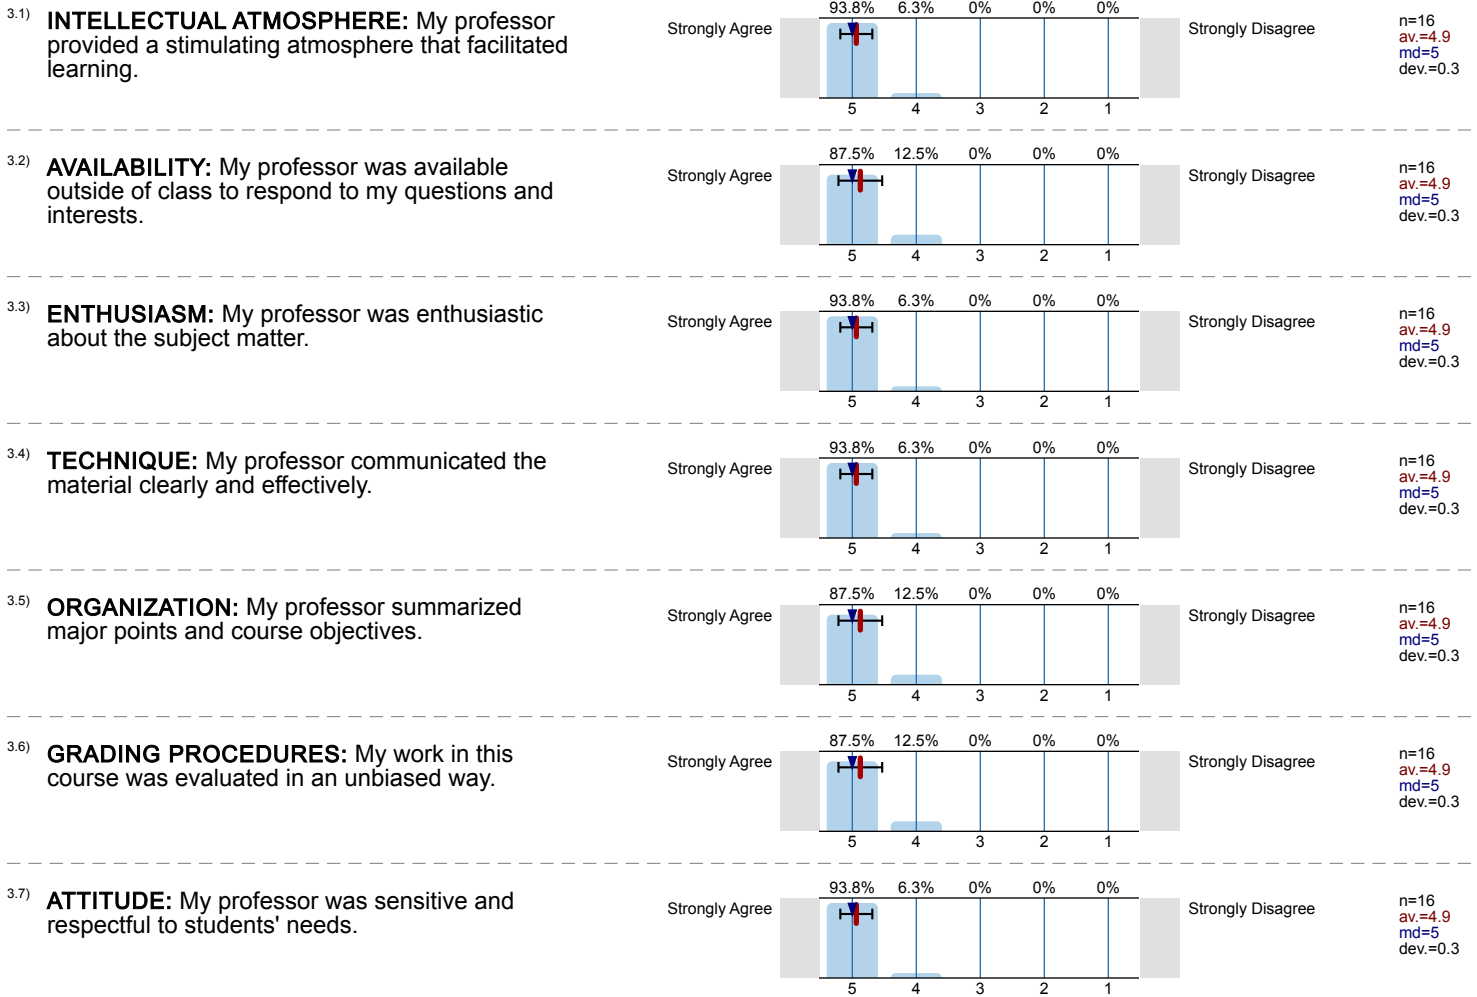 3.1) INTELLECTUAL ATMOSPHERE: My professor
provided a stimulating atmosphere that facilitated
learning.
Strongly Agree
93.8% 6.3% 0% 0% 0%
5 4 3 2 1
Strongly Disagree
n=16
av.=4.9
md=5
dev.=0.3
3.2) AVAILABILITY: My professor was available
outside of class to respond to my questions and
interests.
Strongly Agree
87.5% 12.5% 0% 0% 0%
5 4 3 2 1
Strongly Disagree
n=16
av.=4.9
md=5
dev.=0.3
3.3) ENTHUSIASM: My professor was enthusiastic
about the subject matter.
Strongly Agree
93.8% 6.3% 0% 0% 0%
5 4 3 2 1
Strongly Disagree
n=16
av.=4.9
md=5
dev.=0.3
3.4) TECHNIQUE: My professor communicated the
material clearly and effectively.
Strongly Agree
93.8% 6.3% 0% 0% 0%
5 4 3 2 1
Strongly Disagree
n=16
av.=4.9
md=5
dev.=0.3
3.5) ORGANIZATION: My professor summarized
major points and course objectives.
Strongly Agree
87.5% 12.5% 0% 0% 0%
5 4 3 2 1
Strongly Disagree
n=16
av.=4.9
md=5
dev.=0.3
3.6) GRADING PROCEDURES: My work in this
course was evaluated in an unbiased way.
Strongly Agree
87.5% 12.5% 0% 0% 0%
5 4 3 2 1
Strongly Disagree
n=16
av.=4.9
md=5
dev.=0.3
3.7) ATTITUDE: My professor was sensitive and
respectful to students' needs.
Strongly Agree
93.8% 6.3% 0% 0% 0%
5 4 3 2 1
Strongly Disagree
n=16
av.=4.9
md=5
dev.=0.3